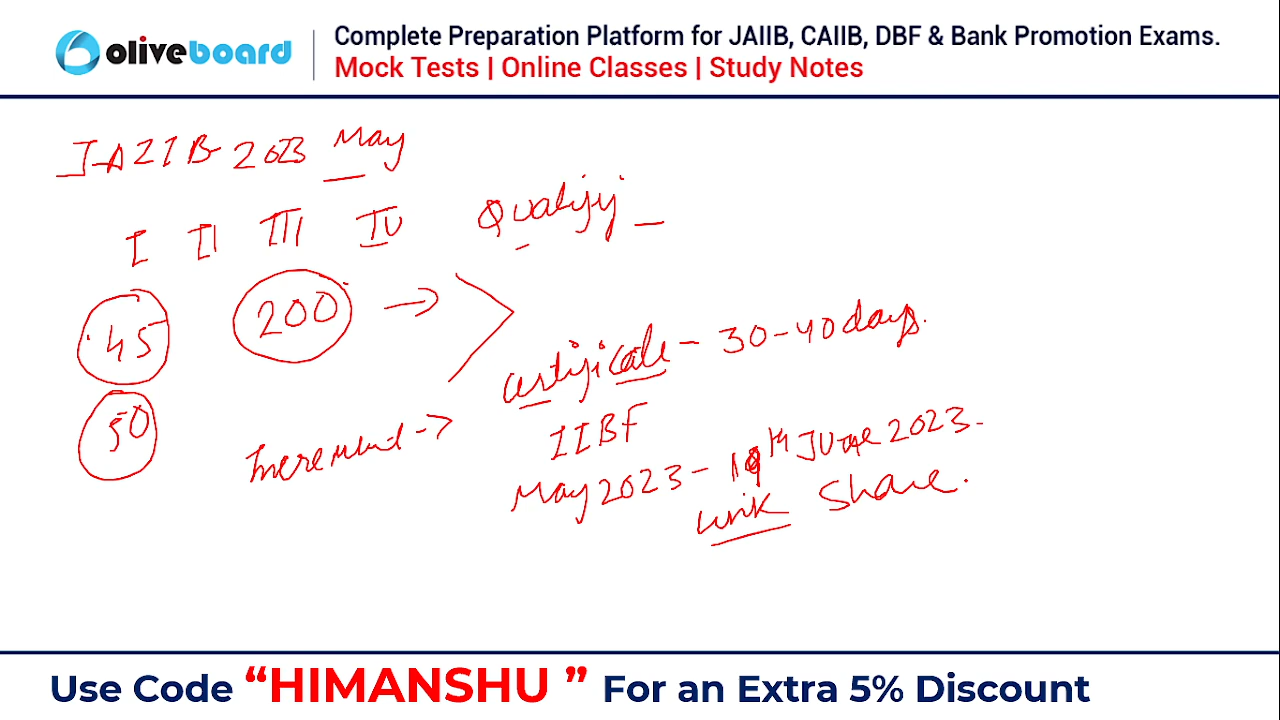 oliveboard
Complete Preparation Platform for JAIIB, CAIIB, DBF & Bank Promotion Exams.
Mock Tests | Online Classes | Study Notes
JAIIB 2023 May
I II III IV Qualify
45 200
certificate - 30-40 days.
50
Increment → IIBF
May 2023 - 19th June 2023.
Link Share.
Use Code “HIMANSHU ” For an Extra 5% Discount